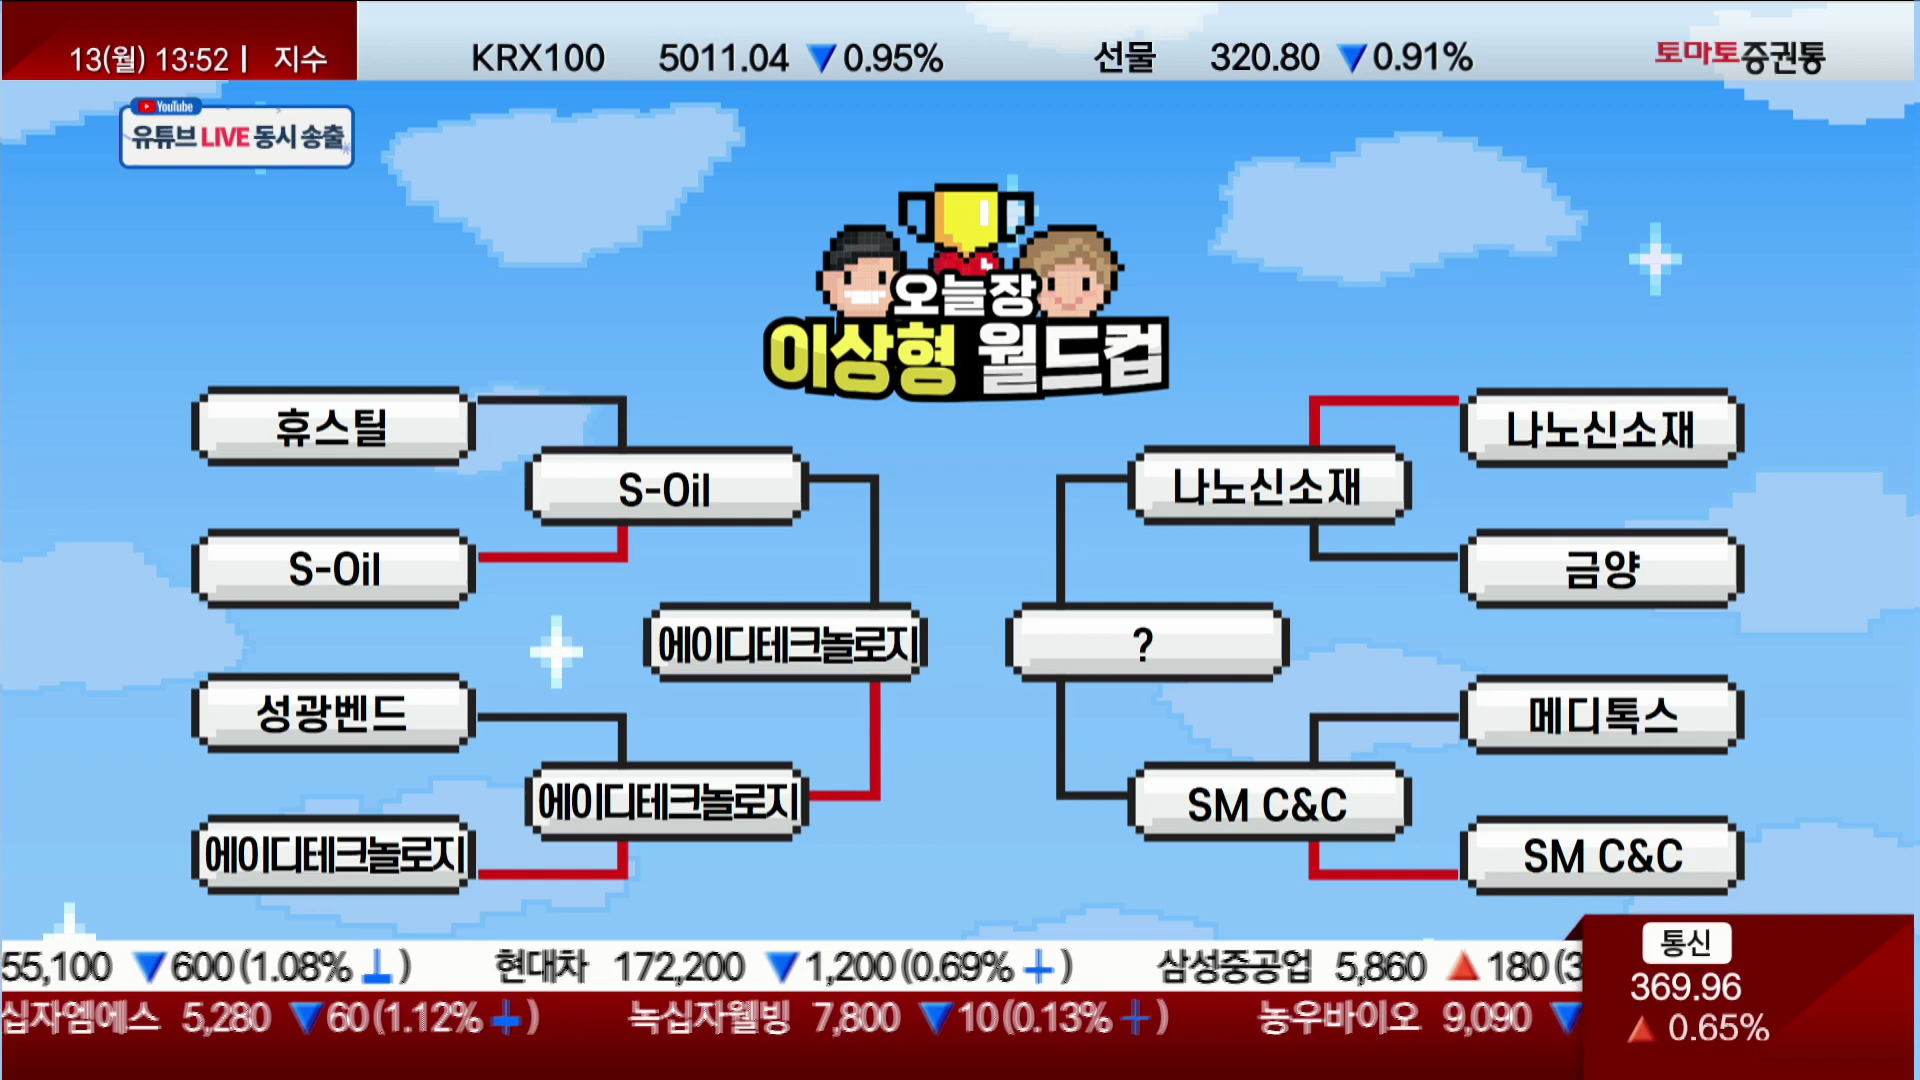 13(월) 13:52 | 지수 KRX100 5011.04 ▼0.95% 선물 320.80 ▼0.91% 토마토증권통
YouTube
유튜브 LIVE 동시 송출
오늘장
이상형 월드컵
휴스틸
나노신소재
S-Oil
나노신소재
S-Oil
금양
에이디테크놀로지
?
성광벤드
메디톡스
에이디테크놀로지
SM C&C
에이디테크놀로지
SM C&C
55,100 ▼600(1.08% ) 현대차 172,200 ▼1,200(0.69% ) 삼성중공업 5,860 ▲180(3
십자엠에스 5,280 ▼60(1.12% ) 녹십자웰빙 7,800 ▼10(0.13% ) 농우바이오 9,090 ▼
통신
369.96
▲ 0.65%